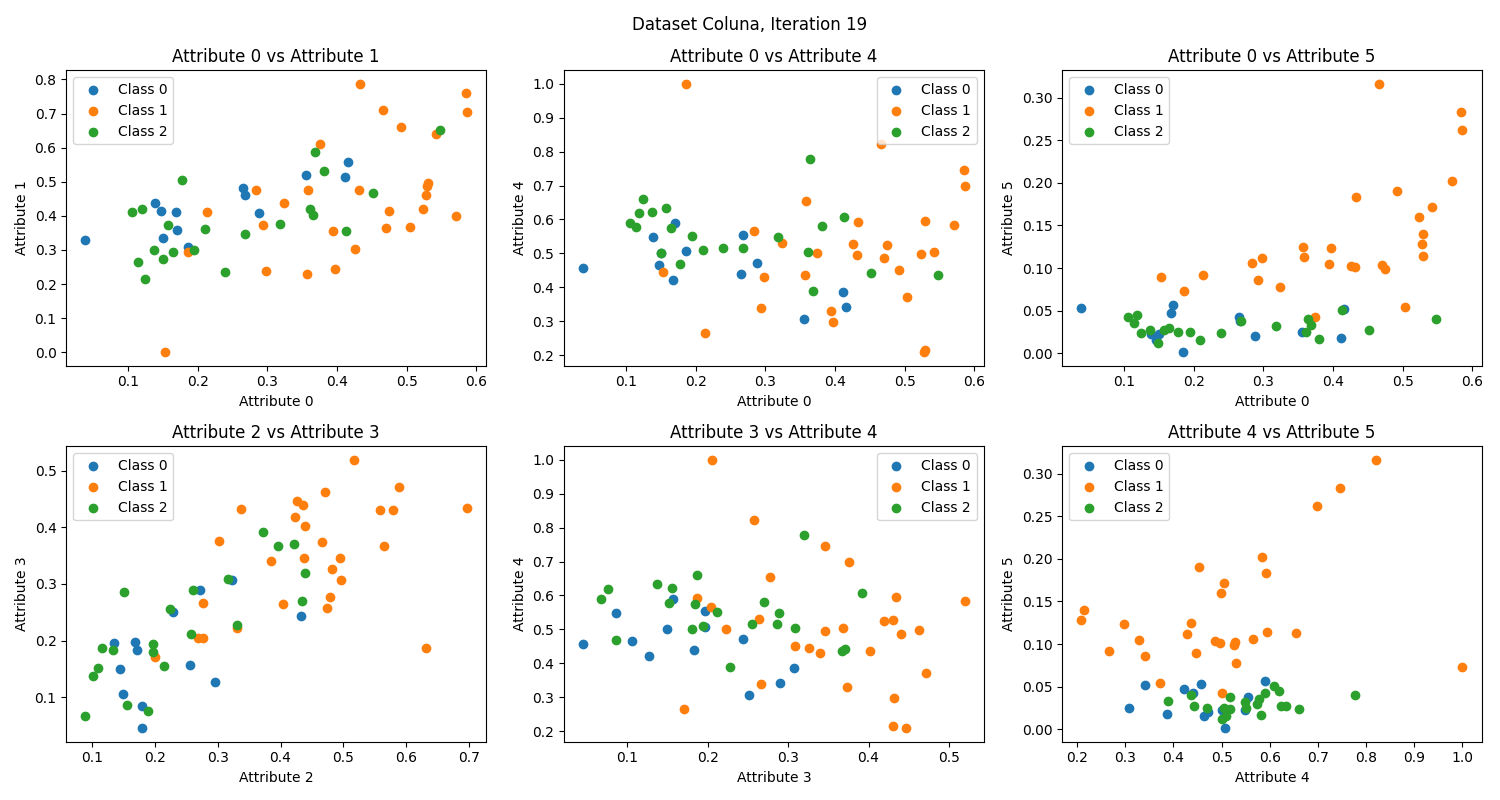 Dataset Coluna, Iteration 19
Attribute 0 vs Attribute 1
Class 0
Class 1
Class 2
0.8
0.7
0.6
0.5
0.4
0.3
0.2
0.1
0.0
Attribute 1
0.1 0.2 0.3 0.4 0.5 0.6
Attribute 0
Attribute 0 vs Attribute 4
Class 0
Class 1
Class 2
1.0
0.9
0.8
0.7
0.6
0.5
0.4
0.3
0.2
Attribute 4
0.1 0.2 0.3 0.4 0.5 0.6
Attribute 0
Attribute 0 vs Attribute 5
Class 0
Class 1
Class 2
0.30
0.25
0.20
0.15
0.10
0.05
0.00
Attribute 5
0.1 0.2 0.3 0.4 0.5 0.6
Attribute 0
Attribute 2 vs Attribute 3
Class 0
Class 1
Class 2
0.5
0.4
0.3
0.2
0.1
Attribute 3
0.1 0.2 0.3 0.4 0.5 0.6 0.7
Attribute 2
Attribute 3 vs Attribute 4
Class 0
Class 1
Class 2
1.0
0.9
0.8
0.7
0.6
0.5
0.4
0.3
0.2
Attribute 4
0.1 0.2 0.3 0.4 0.5
Attribute 3
Attribute 4 vs Attribute 5
Class 0
Class 1
Class 2
0.30
0.25
0.20
0.15
0.10
0.05
0.00
Attribute 5
0.2 0.3 0.4 0.5 0.6 0.7 0.8 0.9 1.0
Attribute 4